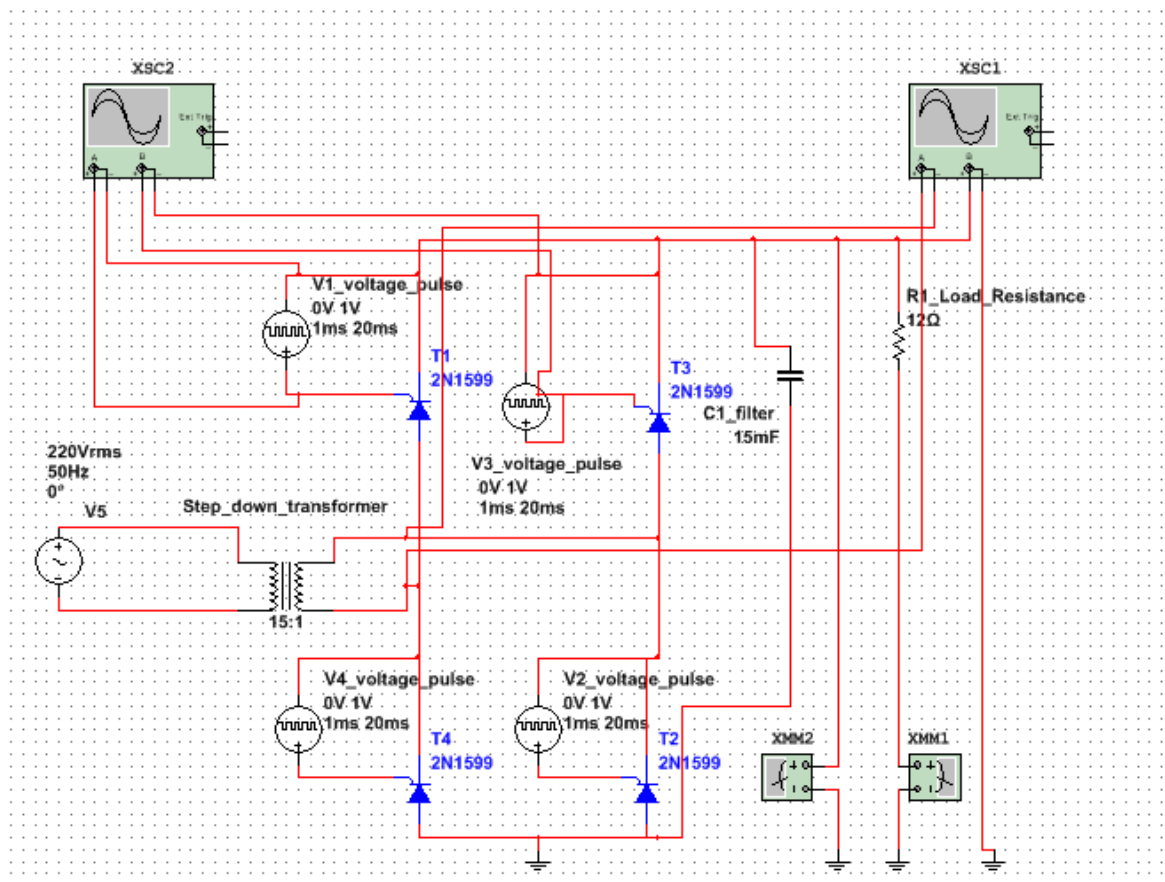 XSC2
XSC1
Ext Trig
Ext Trig
A
B
A
B
V1_voltage_pulse
0V 1V
1ms 20ms
R1_Load_Resistance
12Ω
T1
2N1599
T3
2N1599
C1_filter
15mF
220Vrms
50Hz
0°
V5
Step_down_transformer
V3_voltage_pulse
0V 1V
1ms 20ms
15:1
V4_voltage_pulse
0V 1V
1ms 20ms
V2_voltage_pulse
0V 1V
1ms 20ms
T4
2N1599
T2
2N1599
XMM2
XMM1